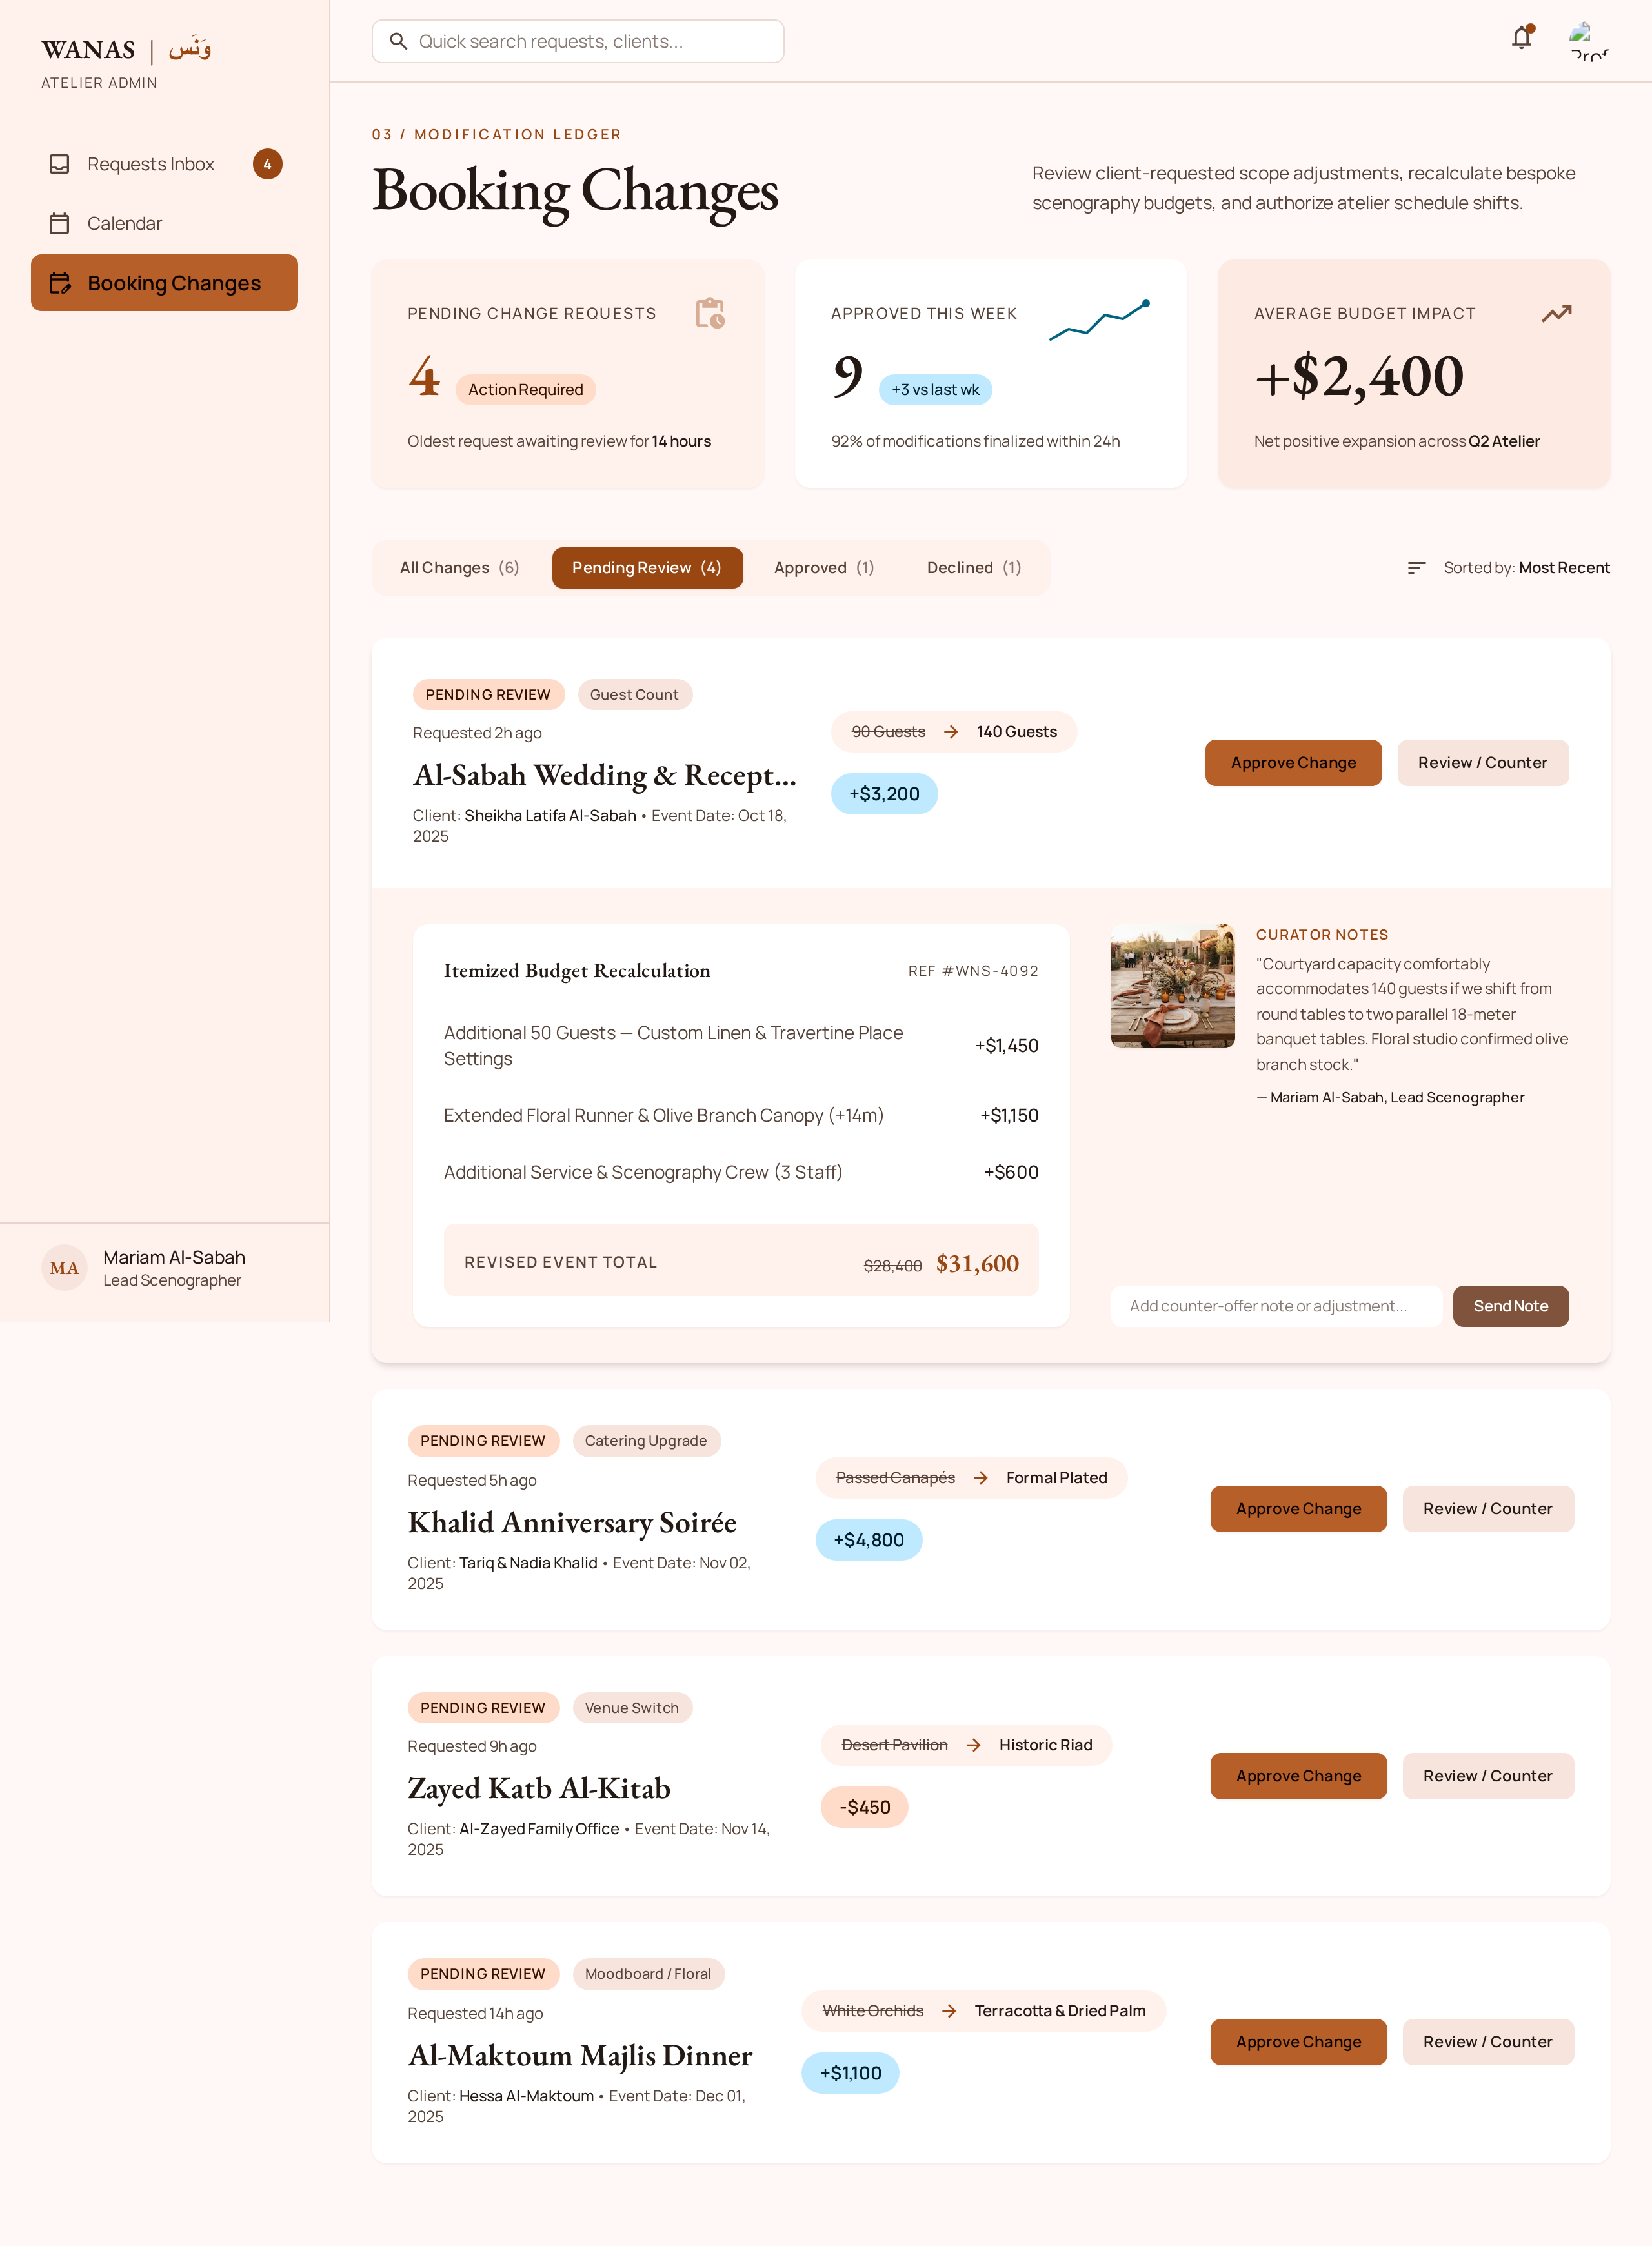 WANAS | وَنَس
ATELIER ADMIN
Requests Inbox 4
Calendar
Booking Changes
Mariam Al-Sabah
MA
Lead Scenographer
Quick search requests, clients...
Prof
03 / MODIFICATION LEDGER
Booking Changes
Review client-requested scope adjustments, recalculate bespoke
scenography budgets, and authorize atelier schedule shifts.
PENDING CHANGE REQUESTS
4 Action Required
Oldest request awaiting review for 14 hours
APPROVED THIS WEEK
9 +3 vs last wk
92% of modifications finalized within 24h
AVERAGE BUDGET IMPACT
+$2,400
Net positive expansion across Q2 Atelier
All Changes (6) Pending Review (4) Approved (1) Declined (1)
Sorted by: Most Recent
PENDING REVIEW Guest Count
Requested 2h ago
Al-Sabah Wedding & Recept...
Client: Sheikha Latifa Al-Sabah • Event Date: Oct 18,
2025
90 Guests → 140 Guests
+$3,200
Approve Change Review / Counter
Itemized Budget Recalculation REF #WNS-4092
Additional 50 Guests — Custom Linen & Travertine Place
Settings
+$1,450
Extended Floral Runner & Olive Branch Canopy (+14m) +$1,150
Additional Service & Scenography Crew (3 Staff) +$600
REVISED EVENT TOTAL $28,400 $31,600
CURATOR NOTES
"Courtyard capacity comfortably
accommodates 140 guests if we shift from
round tables to two parallel 18-meter
banquet tables. Floral studio confirmed olive
branch stock."
— Mariam Al-Sabah, Lead Scenographer
Add counter-offer note or adjustment... Send Note
PENDING REVIEW Catering Upgrade
Requested 5h ago
Khalid Anniversary Soirée
Client: Tariq & Nadia Khalid • Event Date: Nov 02,
2025
Passed Canapés → Formal Plated
+$4,800
Approve Change Review / Counter
PENDING REVIEW Venue Switch
Requested 9h ago
Zayed Katb Al-Kitab
Client: Al-Zayed Family Office • Event Date: Nov 14,
2025
Desert Pavilion → Historic Riad
-$450
Approve Change Review / Counter
PENDING REVIEW Moodboard / Floral
Requested 14h ago
Al-Maktoum Majlis Dinner
Client: Hessa Al-Maktoum • Event Date: Dec 01,
2025
White Orchids → Terracotta & Dried Palm
+$1,100
Approve Change Review / Counter